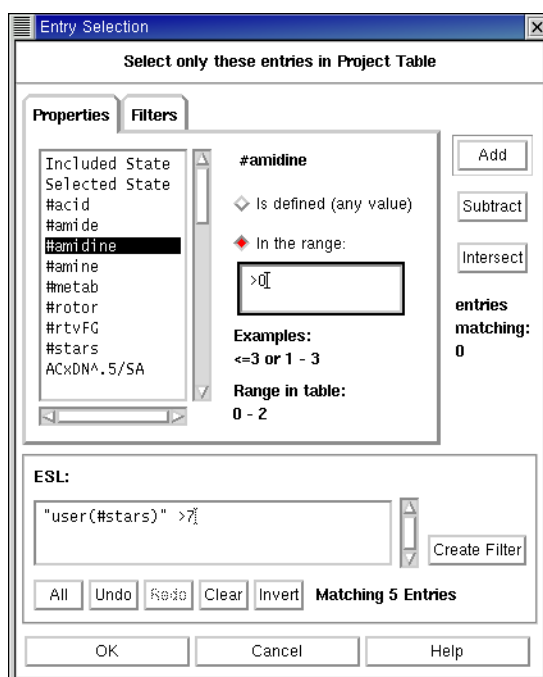 Entry Selection
Select only these entries in Project Table
Properties
Filters
Included State
Selected State
#acid
#amide
#amidine
#amine
#metab
#rotor
#rtvFG
#stars
ACxDN^.5/SA
#amidine
Is defined (any value)
In the range:
>0
Examples:
<=3 or 1 - 3
Range in table:
0 - 2
Add
Subtract
Intersect
entries
matching:
0
ESL:
"user(#stars)" >7
Create Filter
All Undo Redo Clear Invert Matching 5 Entries
OK Cancel Help